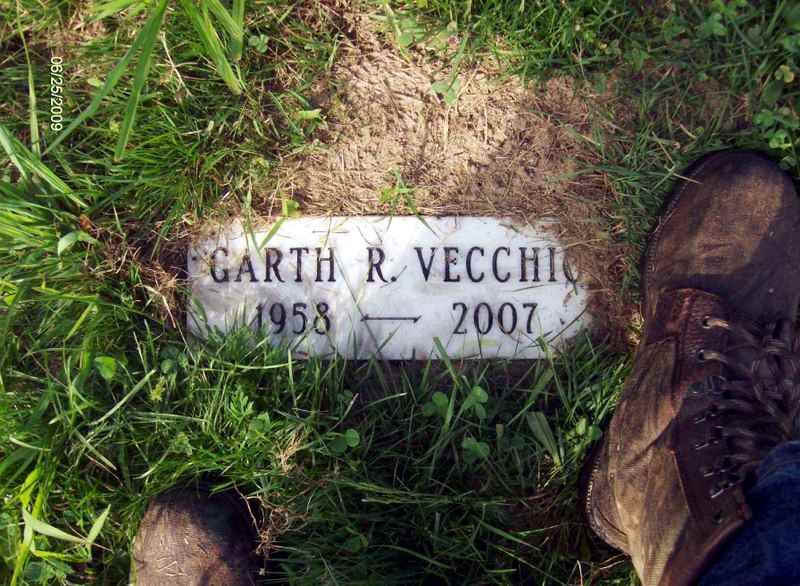 06/25/2009
GARTH R. VECCHIO
1958 — 2007